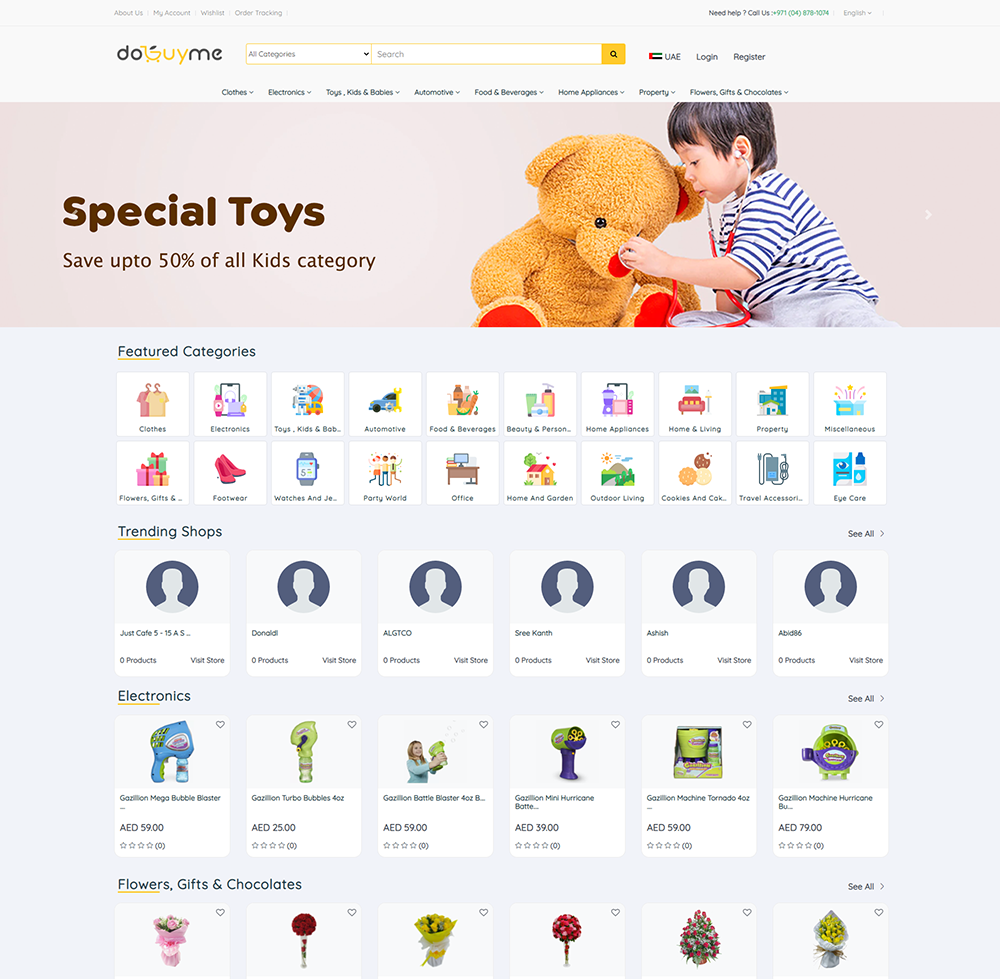 About Us | My Account | Wishlist | Order Tracking |
Need help ? Call Us :+971 (04) 878-1074 | English
dobuyme
All Categories
Search
UAE
Login
Register
Clothes
Electronics
Toys , Kids & Babies
Automotive
Food & Beverages
Home Appliances
Property
Flowers, Gifts & Chocolates
Special Toys
Save upto 50% of all Kids category
Featured Categories
Clothes
Electronics
Toys , Kids & Bab...
Automotive
Food & Beverages
Beauty & Person...
Home Appliances
Home & Living
Property
Miscellaneous
Flowers, Gifts & ...
Footwear
Watches And Je...
Party World
Office
Home And Garden
Outdoor Living
Cookies And Cak...
Travel Accessori...
Eye Care
Trending Shops
See All
Just Cafe 5 - 15 A S ...
Donaldl
ALGTCO
Sree Kanth
Ashish
Abid86
0 Products Visit Store
0 Products Visit Store
0 Products Visit Store
0 Products Visit Store
0 Products Visit Store
0 Products Visit Store
Electronics
See All
Gazillion Mega Bubble Blaster
...
AED 59.00
(0)
Gazillion Turbo Bubbles 4oz
AED 25.00
(0)
Gazillion Battle Blaster 4oz B...
AED 59.00
(0)
Gazillion Mini Hurricane
Batte...
AED 39.00
(0)
Gazillion Machine Tornado 4oz
...
AED 59.00
(0)
Gazillion Machine Hurricane
Bu...
AED 79.00
(0)
Flowers, Gifts & Chocolates
See All